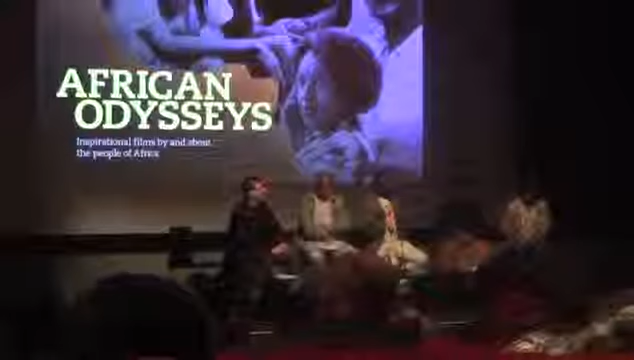 AFRICAN
ODYSSEYS
Inspirational films by and about
the people of Africa